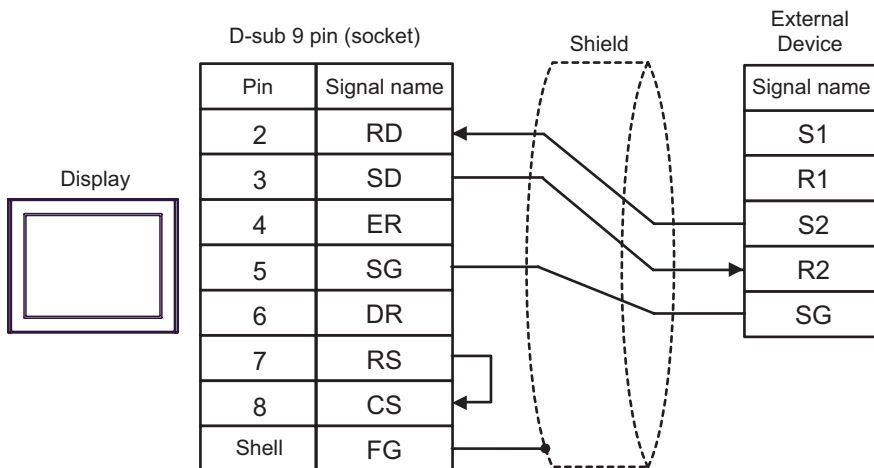 D-sub 9 pin (socket)
Shield
External
Device
Display
Pin Signal name
2 RD
3 SD
4 ER
5 SG
6 DR
7 RS
8 CS
Shell FG
Signal name
S1
R1
S2
R2
SG